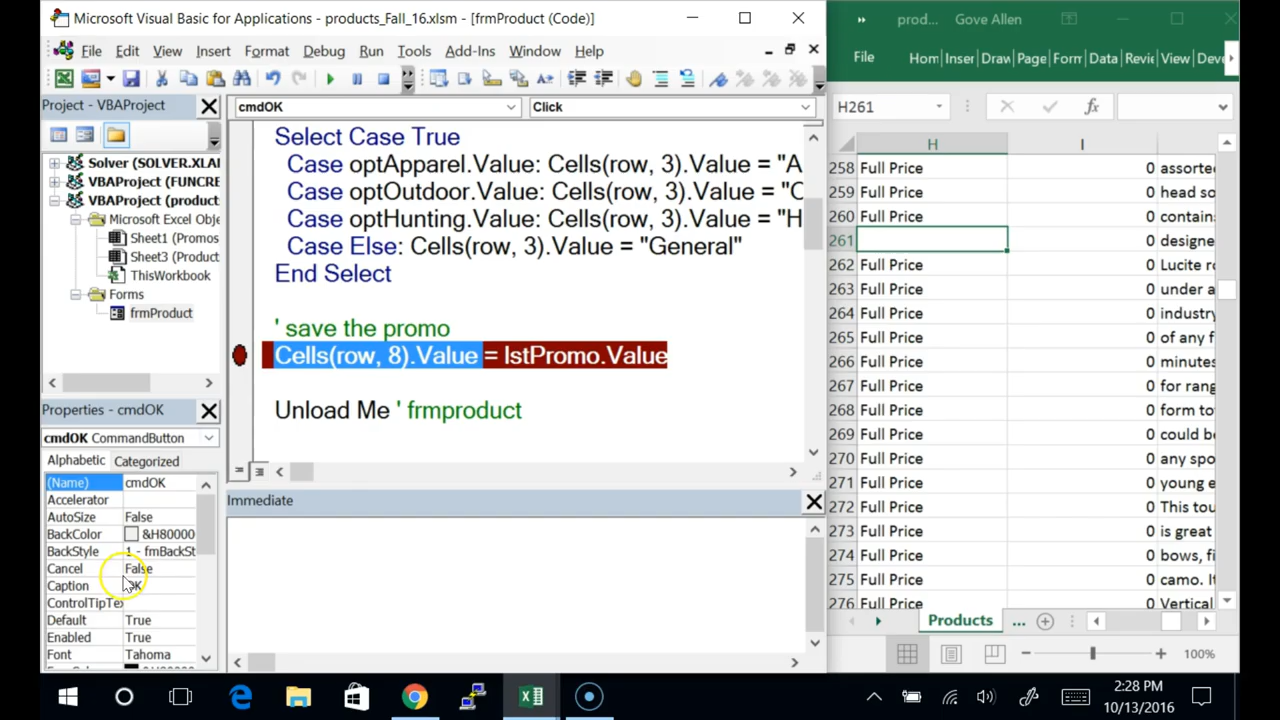 Microsoft Visual Basic for Applications - products_Fall_16.xlsm - [frmProduct (Code)]
File Edit View Insert Format Debug Run Tools Add-Ins Window Help
Project - VBAProject
Solver (SOLVER.XLA
VBAProject (FUNCRE
VBAProject (product
Microsoft Excel Obje
Sheet1 (Promos
Sheet3 (Product
ThisWorkbook
Forms
frmProduct
Properties - cmdOK
cmdOK CommandButton
Alphabetic Categorized
(Name) cmdOK
Accelerator
AutoSize False
BackColor &H80000
BackStyle 1 - fmBackSt
Cancel False
Caption OK
ControlTipTex
Default True
Enabled True
Font Tahoma
cmdOK Click
Select Case True
Case optApparel.Value: Cells(row, 3).Value = "A
Case optOutdoor.Value: Cells(row, 3).Value = "O
Case optHunting.Value: Cells(row, 3).Value = "H
Case Else: Cells(row, 3).Value = "General"
End Select
' save the promo
Cells(row, 8).Value = lstPromo.Value
Unload Me ' frmproduct
Immediate
prod... Gove Allen
File Hom Inser Draw Page Form Data Revie View Deve
H261 fx
H I
258 Full Price 0 assorte
259 Full Price 0 head so
260 Full Price 0 contain
261 0 designe
262 Full Price 0 Lucite ro
263 Full Price 0 under a
264 Full Price 0 industry
265 Full Price 0 of any f
266 Full Price 0 minutes
267 Full Price 0 for rang
268 Full Price 0 form to
269 Full Price 0 could be
270 Full Price 0 any spo
271 Full Price 0 young e
272 Full Price 0 This tou
273 Full Price 0 is great
274 Full Price 0 bows, fi
275 Full Price 0 camo. It
276 Full Price 0 Vertical
Products ...
100%
2:28 PM
10/13/2016